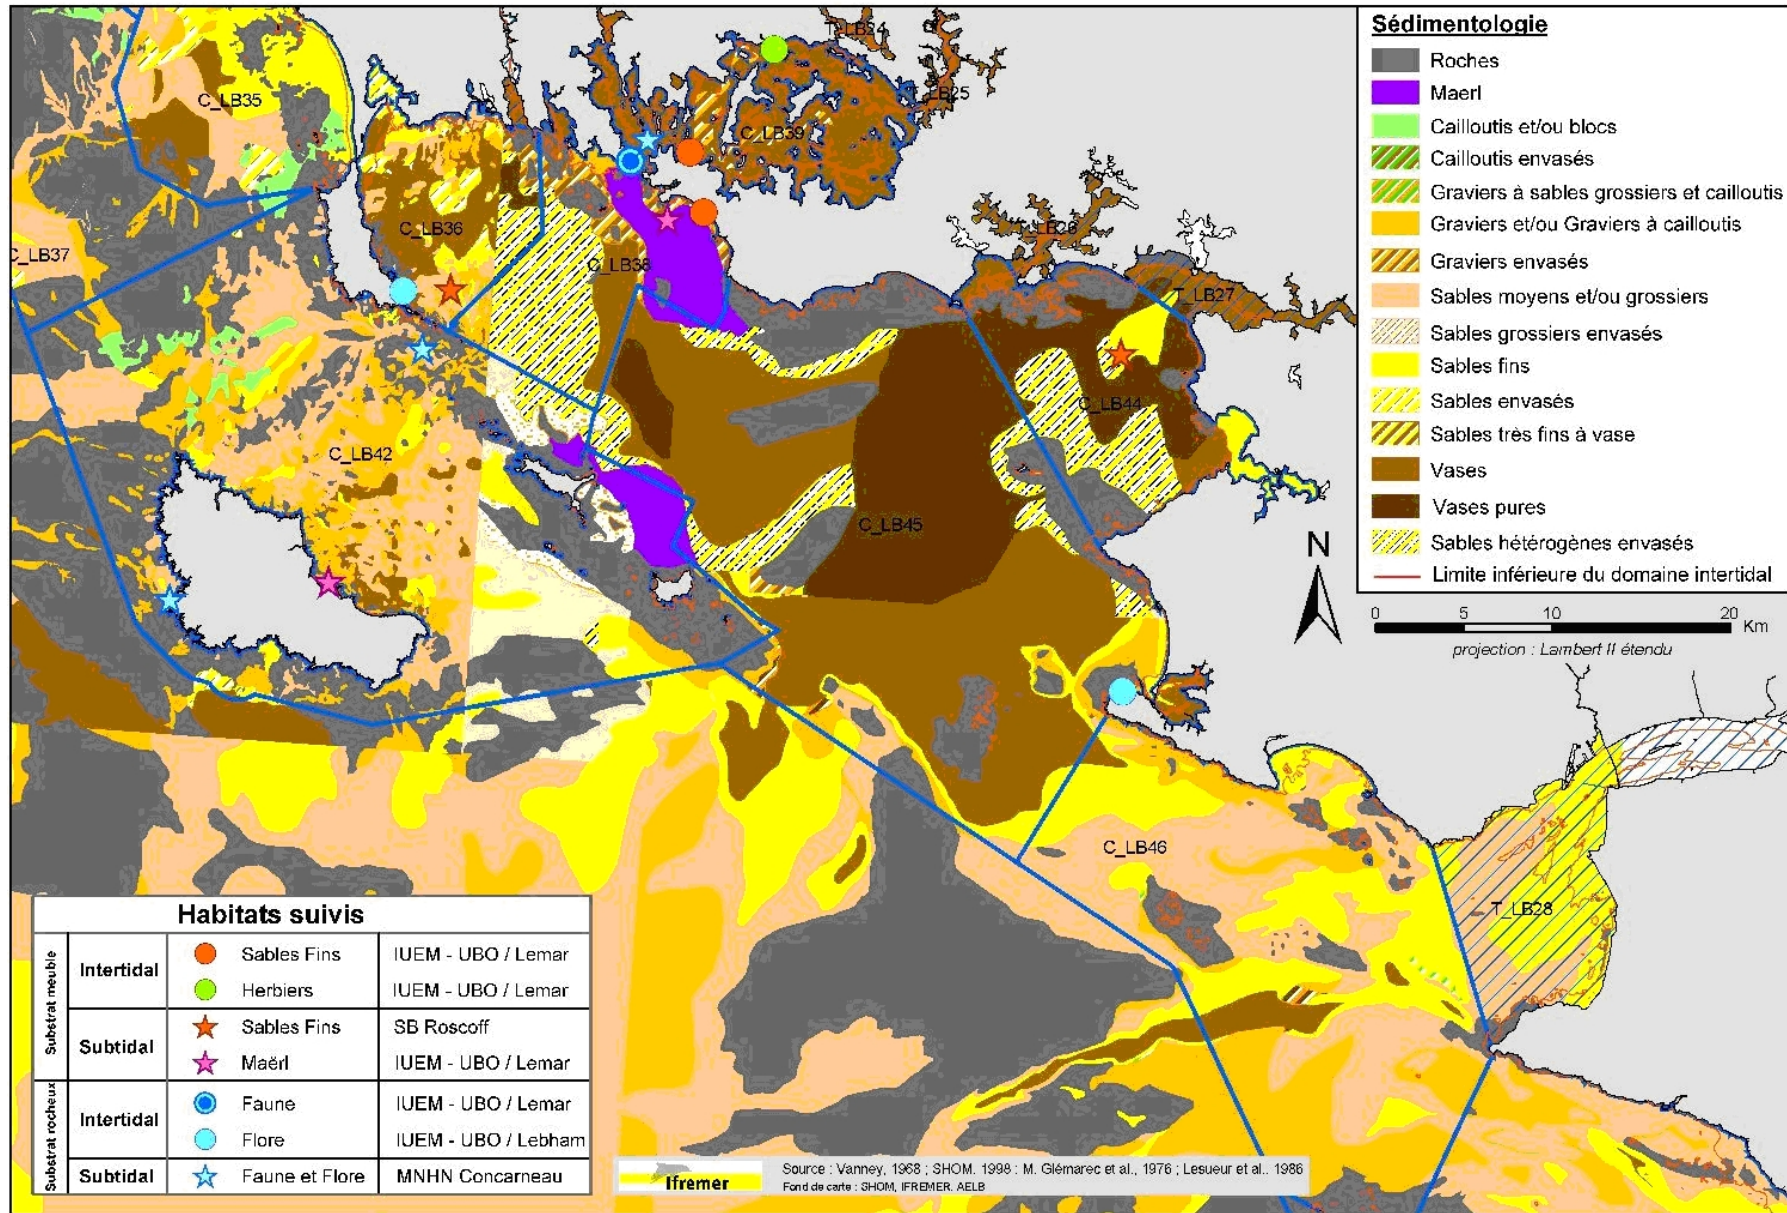 Sédimentologie
Roches
Maerl
Cailloutis et/ou blocs
Cailloutis envasés
Graviers à sables grossiers et cailloutis
Graviers et/ou Graviers à cailloutis
Graviers envasés
Sables moyens et/ou grossiers
Sables grossiers envasés
Sables fins
Sables envasés
Sables très fins à vase
Vases
Vases pures
Sables hétérogènes envasés
Limite inférieure du domaine intertidal
0 5 10 20 Km
projection : Lambert II étendu
N
T_LB24
C_LB35
T_LB25
C_LB39
C_LB36
T_LB26
C_LB37
C_LB38
T_LB27
C_LB44
C_LB42
C_LB45
C_LB46
T_LB28
Habitats suivis
Substrat meuble
Intertidal
Sables Fins IUEM - UBO / Lemar
Herbiers IUEM - UBO / Lemar
Subtidal
Sables Fins SB Roscoff
Maërl IUEM - UBO / Lemar
Substrat rocheux
Intertidal
Faune IUEM - UBO / Lemar
Flore IUEM - UBO / Lebham
Subtidal
Faune et Flore MNHN Concarneau
Ifremer
Source : Vanney, 1968 ; SHOM, 1998 ; M. Glémarec et al., 1976 ; Lesueur et al., 1986
Fond de carte : SHOM, IFREMER, AELB